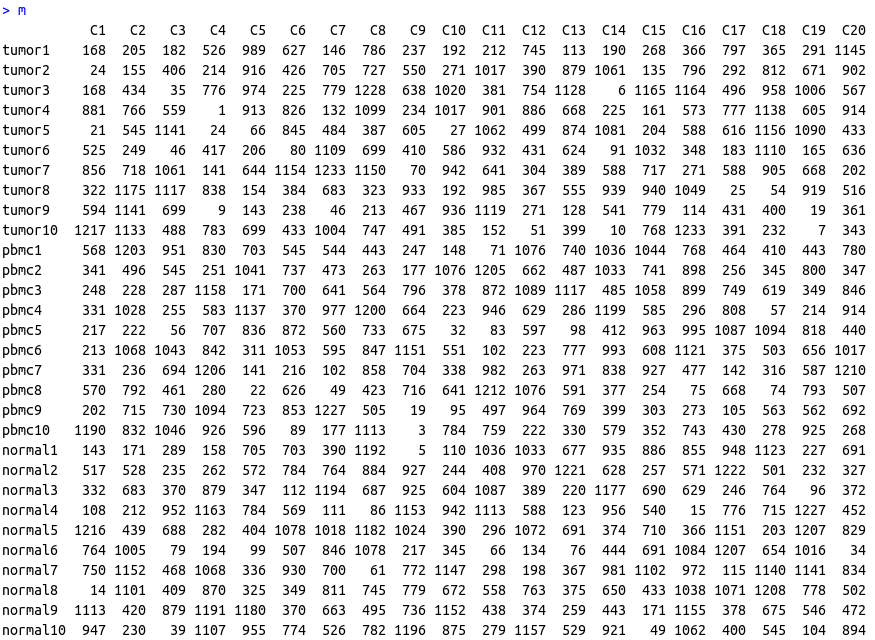 > m
C1 C2 C3 C4 C5 C6 C7 C8 C9 C10 C11 C12 C13 C14 C15 C16 C17 C18 C19 C20
tumor1 168 205 182 526 989 627 146 786 237 192 212 745 113 190 268 366 797 365 291 1145
tumor2 24 155 406 214 916 426 705 727 550 271 1017 390 879 1061 135 796 292 812 671 902
tumor3 168 434 35 776 974 225 779 1228 638 1020 381 754 1128 6 1165 1164 496 958 1006 567
tumor4 881 766 559 1 913 826 132 1099 234 1017 901 886 668 225 161 573 777 1138 605 914
tumor5 21 545 1141 24 66 845 484 387 605 27 1062 499 874 1081 204 588 616 1156 1090 433
tumor6 525 249 46 417 206 80 1109 699 410 586 932 431 624 91 1032 348 183 1110 165 636
tumor7 856 718 1061 141 644 1154 1233 1150 70 942 641 304 389 588 717 271 588 905 668 202
tumor8 322 1175 1117 838 154 384 683 323 933 192 985 367 555 939 940 1049 25 54 919 516
tumor9 594 1141 699 9 143 238 46 213 467 936 1119 271 128 541 779 114 431 400 19 361
tumor10 1217 1133 488 783 699 433 1004 747 491 385 152 51 399 10 768 1233 391 232 7 343
pbmc1 568 1203 951 830 703 545 544 443 247 148 71 1076 740 1036 1044 768 464 410 443 780
pbmc2 341 496 545 251 1041 737 473 263 177 1076 1205 662 487 1033 741 898 256 345 800 347
pbmc3 248 228 287 1158 171 700 641 564 796 378 872 1089 1117 485 1058 899 749 619 349 846
pbmc4 331 1028 255 583 1137 370 977 1200 664 223 946 629 286 1199 585 296 808 57 214 914
pbmc5 217 222 56 707 836 872 560 733 675 32 83 597 98 412 963 995 1087 1094 818 440
pbmc6 213 1068 1043 842 311 1053 595 847 1151 551 102 223 777 993 608 1121 375 503 656 1017
pbmc7 331 236 694 1206 141 216 102 858 704 338 982 263 971 838 927 477 142 316 587 1210
pbmc8 570 792 461 280 22 626 49 423 716 641 1212 1076 591 377 254 75 668 74 793 507
pbmc9 202 715 730 1094 723 853 1227 505 19 95 497 964 769 399 303 273 105 563 562 692
pbmc10 1190 832 1046 926 596 89 177 1113 3 784 759 222 330 579 352 743 430 278 925 268
normal1 143 171 289 158 705 703 390 1192 5 110 1036 1033 677 935 886 855 948 1123 227 691
normal2 517 528 235 262 572 784 764 884 927 244 408 970 1221 628 257 571 1222 501 232 327
normal3 332 683 370 879 347 112 1194 687 925 604 1087 389 220 1177 690 629 246 764 96 372
normal4 108 212 952 1163 784 569 111 86 1153 942 1113 588 123 956 540 15 776 715 1227 452
normal5 1216 439 688 282 404 1078 1018 1182 1024 390 296 1072 691 374 710 366 1151 203 1207 829
normal6 764 1005 79 194 99 507 846 1078 217 345 66 134 76 444 691 1084 1207 654 1016 34
normal7 750 1152 468 1068 336 930 700 61 772 1147 298 198 367 981 1102 972 115 1140 1141 834
normal8 14 1101 409 870 325 349 811 745 779 672 558 763 375 650 433 1038 1071 1208 778 502
normal9 1113 420 879 1191 1180 370 663 495 736 1152 438 374 259 443 171 1155 378 675 546 472
normal10 947 230 39 1107 955 774 526 782 1196 875 279 1157 529 921 49 1062 400 545 104 894